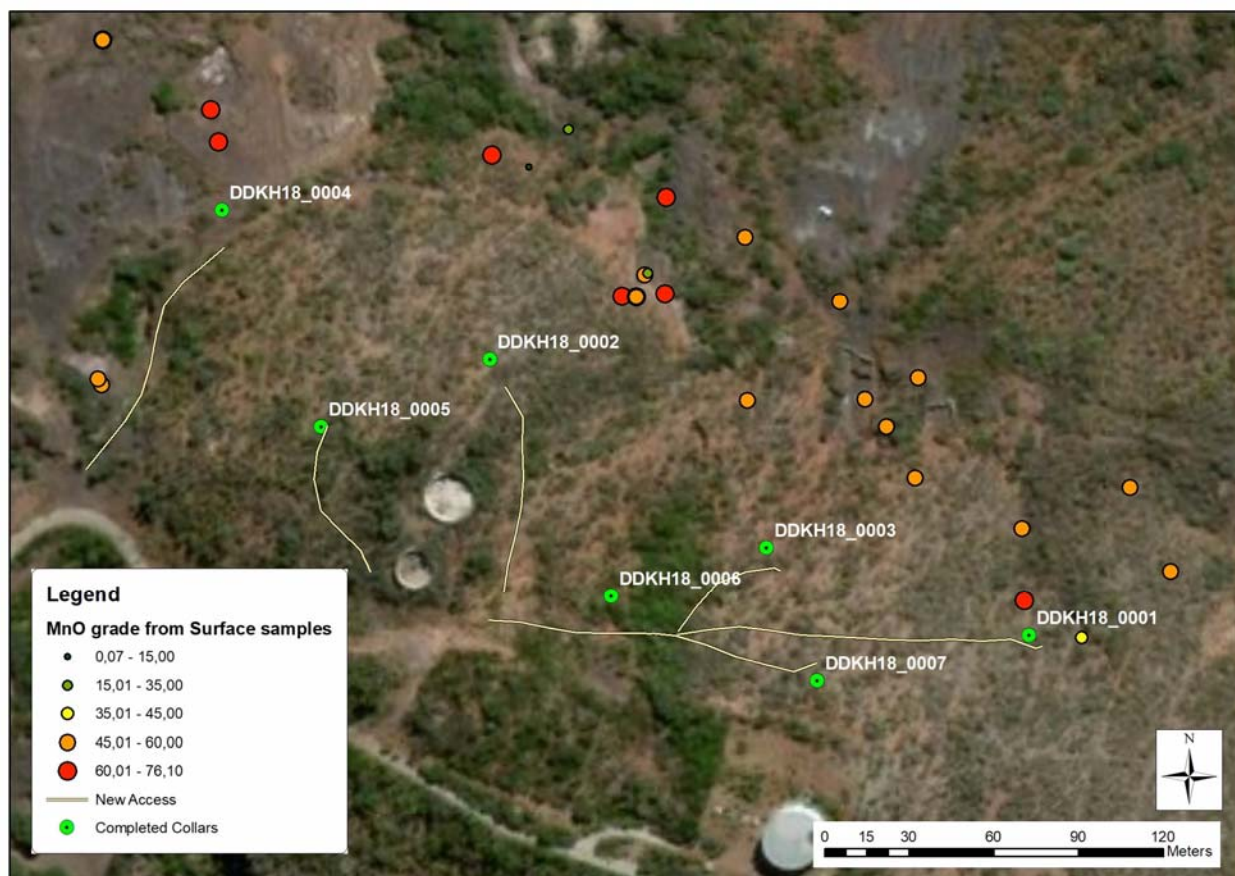 DDKH18_0004
DDKH18_0002
DDKH18_0005
DDKH18_0003
DDKH18_0006
DDKH18_0001
DDKH18_0007
Legend
MnO grade from Surface samples
0,07 - 15,00
15,01 - 35,00
35,01 - 45,00
45,01 - 60,00
60,01 - 76,10
New Access
Completed Collars
N
0 15 30 60 90 120
Meters